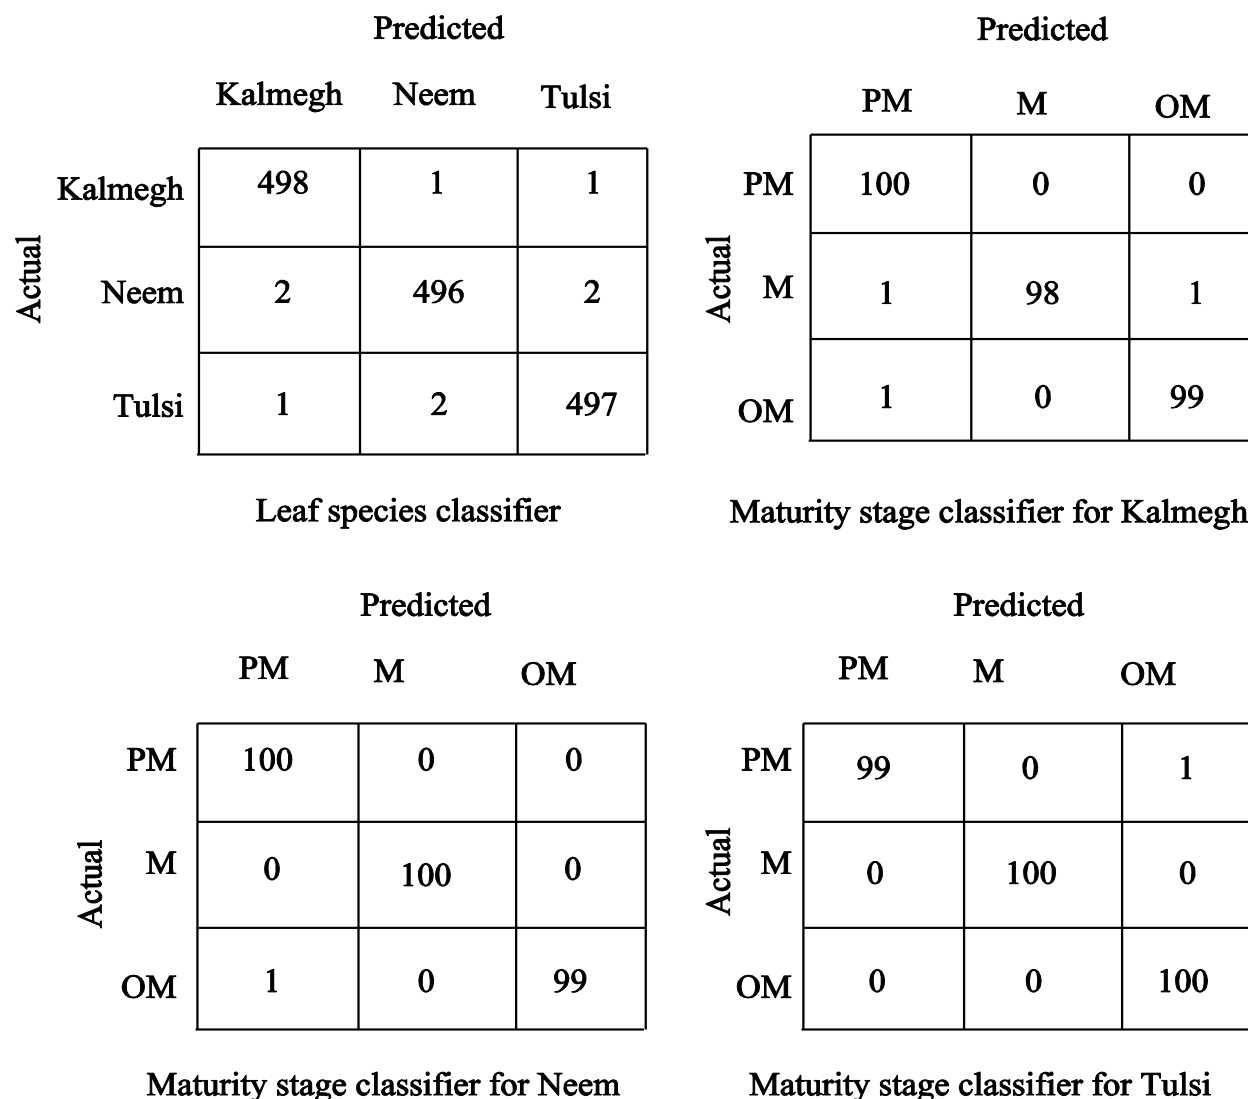 Predicted
Kalmegh Neem Tulsi
Actual
Kalmegh 498 1 1
Neem 2 496 2
Tulsi 1 2 497
Leaf species classifier
Predicted
PM M OM
Actual
PM 100 0 0
M 1 98 1
OM 1 0 99
Maturity stage classifier for Kalmegh
Predicted
PM M OM
Actual
PM 100 0 0
M 0 100 0
OM 1 0 99
Maturity stage classifier for Neem
Predicted
PM M OM
Actual
PM 99 0 1
M 0 100 0
OM 0 0 100
Maturity stage classifier for Tulsi